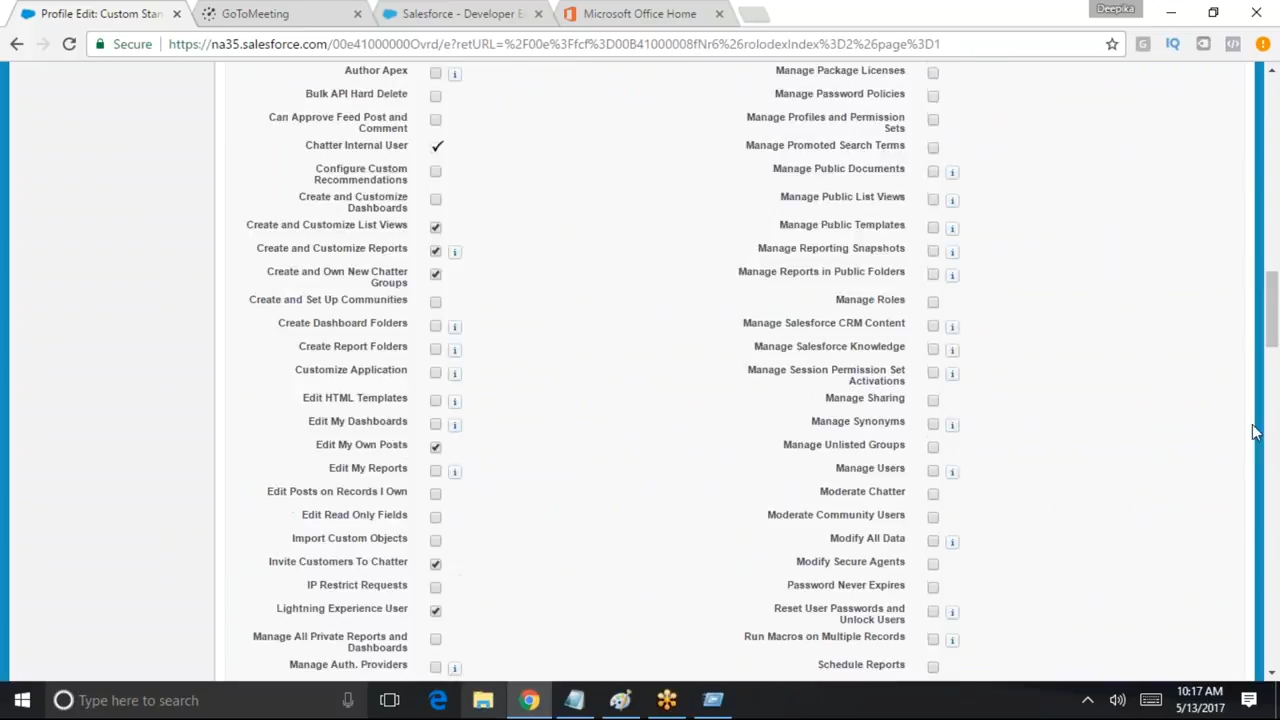 Profile Edit: Custom Stan
GoToMeeting
Salesforce - Developer E
Microsoft Office Home
Deepika
Secure
https://na35.salesforce.com/00e41000000Ovrd/e?retURL=%2F00e%3Ffcf%3D00B41000008fNr6%26rolodexIndex%3D2%26page%3D1
Author Apex
Bulk API Hard Delete
Can Approve Feed Post and
Comment
Chatter Internal User
Configure Custom
Recommendations
Create and Customize
Dashboards
Create and Customize List Views
Create and Customize Reports
Create and Own New Chatter
Groups
Create and Set Up Communities
Create Dashboard Folders
Create Report Folders
Customize Application
Edit HTML Templates
Edit My Dashboards
Edit My Own Posts
Edit My Reports
Edit Posts on Records I Own
Edit Read Only Fields
Import Custom Objects
Invite Customers To Chatter
IP Restrict Requests
Lightning Experience User
Manage All Private Reports and
Dashboards
Manage Auth. Providers
Manage Package Licenses
Manage Password Policies
Manage Profiles and Permission
Sets
Manage Promoted Search Terms
Manage Public Documents
Manage Public List Views
Manage Public Templates
Manage Reporting Snapshots
Manage Reports in Public Folders
Manage Roles
Manage Salesforce CRM Content
Manage Salesforce Knowledge
Manage Session Permission Set
Activations
Manage Sharing
Manage Synonyms
Manage Unlisted Groups
Manage Users
Moderate Chatter
Moderate Community Users
Modify All Data
Modify Secure Agents
Password Never Expires
Reset User Passwords and
Unlock Users
Run Macros on Multiple Records
Schedule Reports
Type here to search
10:17 AM
5/13/2017